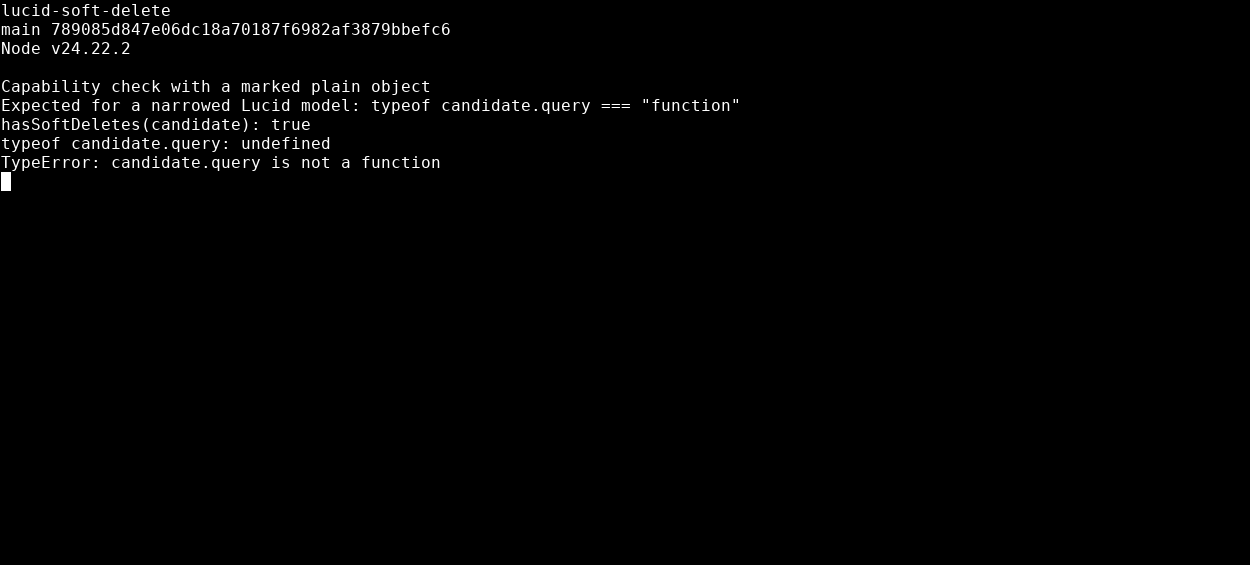 lucid-soft-delete
main 789085d847e06dc18a70187f6982af3879bbefc6
Node v24.22.2
Capability check with a marked plain object
Expected for a narrowed Lucid model: typeof candidate.query === "function"
hasSoftDeletes(candidate): true
typeof candidate.query: undefined
TypeError: candidate.query is not a function